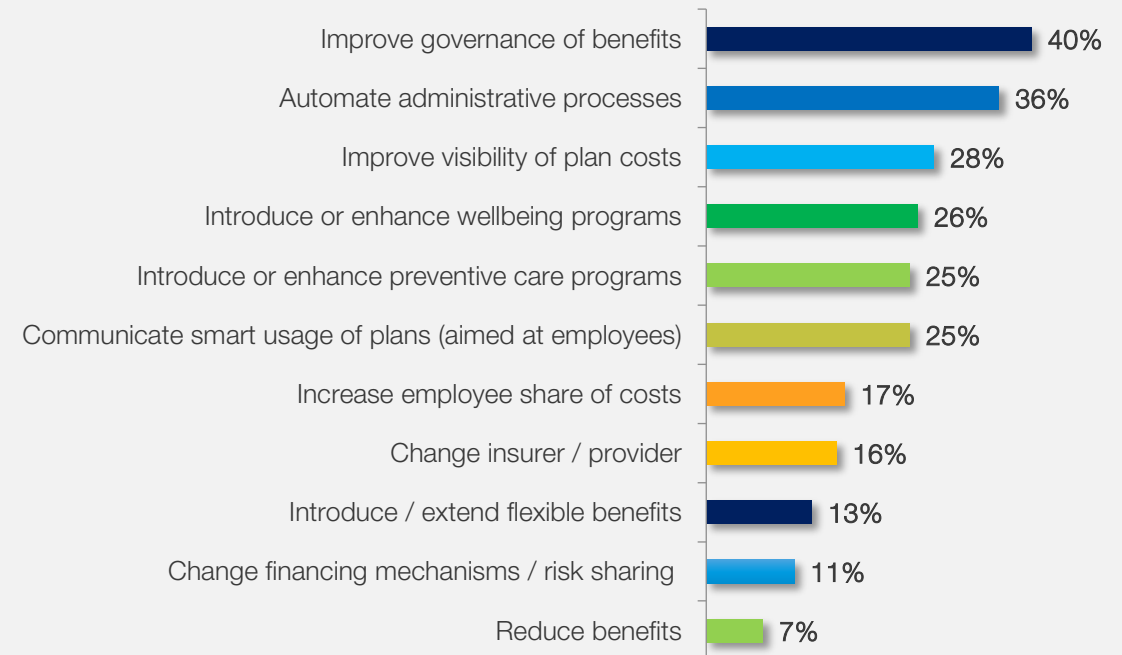 Improve governance of benefits 40%
Automate administrative processes 36%
Improve visibility of plan costs 28%
Introduce or enhance wellbeing programs 26%
Introduce or enhance preventive care programs 25%
Communicate smart usage of plans (aimed at employees) 25%
Increase employee share of costs 17%
Change insurer / provider 16%
Introduce / extend flexible benefits 13%
Change financing mechanisms / risk sharing 11%
Reduce benefits 7%